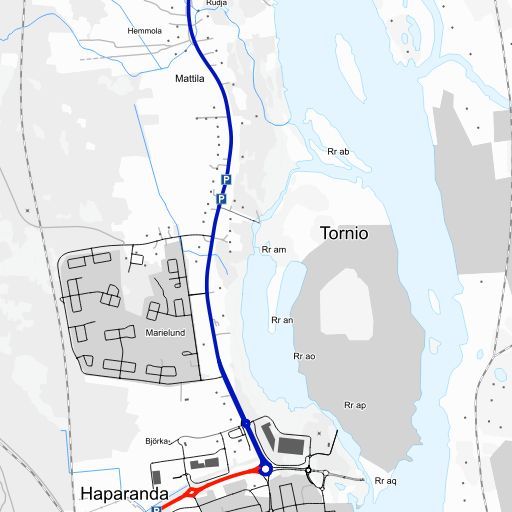 Rudja
Hemmola
Mattila
Rr ab
P
P
Tornio
Rr am
Rr an
Marielund
Rr ao
Rr ap
Björka
Rr aq
Haparanda
P